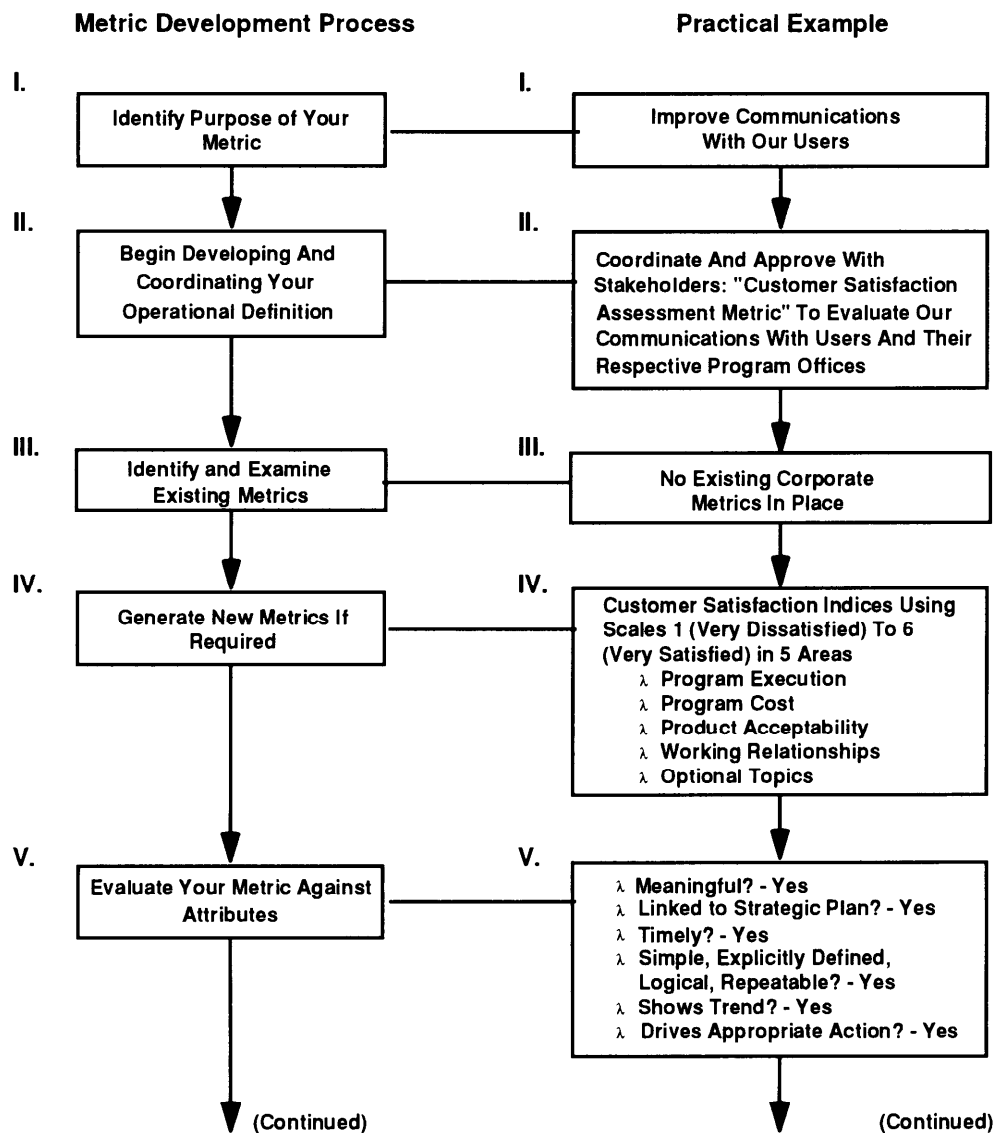 Metric Development Process
Practical Example
I.
Identify Purpose of Your
Metric
I.
Improve Communications
With Our Users
II.
Begin Developing And
Coordinating Your
Operational Definition
II.
Coordinate And Approve With
Stakeholders: "Customer Satisfaction
Assessment Metric" To Evaluate Our
Communications With Users And Their
Respective Program Offices
III.
Identify and Examine
Existing Metrics
III.
No Existing Corporate
Metrics In Place
IV.
Generate New Metrics If
Required
IV.
Customer Satisfaction Indices Using
Scales 1 (Very Dissatisfied) To 6
(Very Satisfied) in 5 Areas
λ Program Execution
λ Program Cost
λ Product Acceptability
λ Working Relationships
λ Optional Topics
V.
Evaluate Your Metric Against
Attributes
V.
λ Meaningful? - Yes
λ Linked to Strategic Plan? - Yes
λ Timely? - Yes
λ Simple, Explicitly Defined,
Logical, Repeatable? - Yes
λ Shows Trend? - Yes
λ Drives Appropriate Action? - Yes
(Continued)
(Continued)